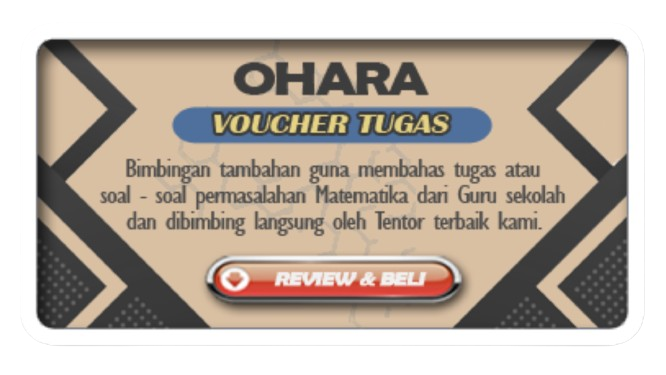 OHARA
VOUCHER TUGAS
Bimbingan tambahan guna membahas tugas atau
soal - soal permasalahan Matematika dari Guru sekolah
dan dibimbing langsung oleh Tentor terbaik kami.
REVIEW & BELI